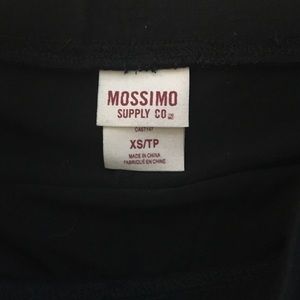 MOSSIMO
SUPPLY CO.
XS/TP
MADE IN CHINA
FABRIQUÉ EN CHINE